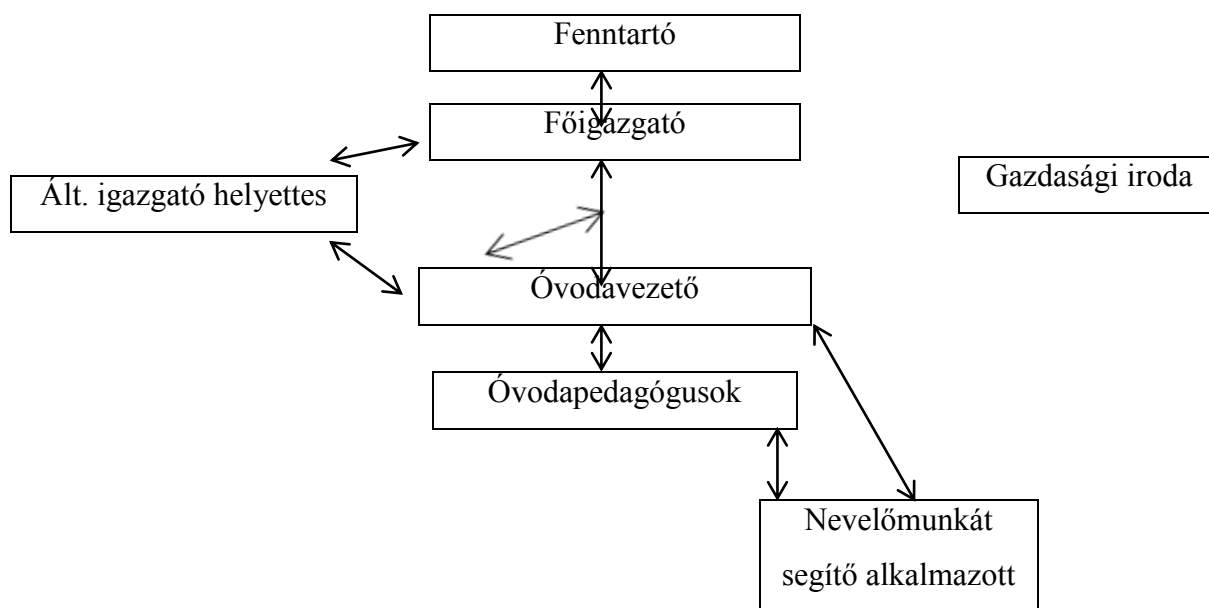 Fenntartó
Főigazgató
Gazdasági iroda
Ált. igazgató helyettes
Óvodavezető
Óvodapedagógusok
Nevelőmunkát
segítő alkalmazott